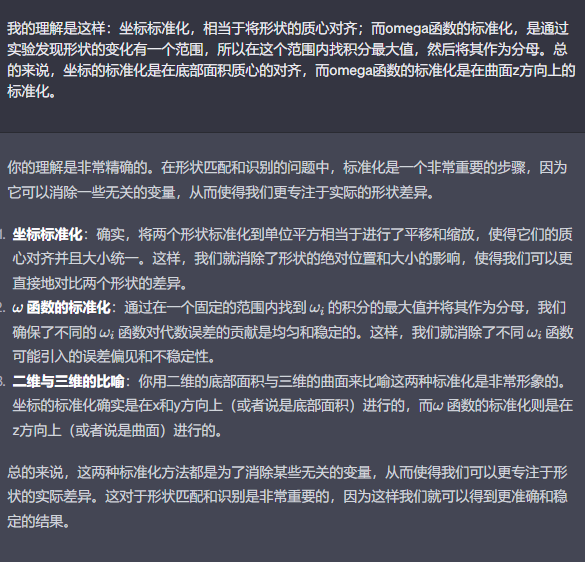 我的理解是这样：坐标标准化，相当于将形状的质心对齐；而omega函数的标准化，是通过
实验发现形状的变化有一个范围，所以在这个范围内找积分最大值，然后将其作为分母。总
的来说，坐标的标准化是在底部面积质心的对齐，而omega函数的标准化是在曲面z方向上的
标准化。
你的理解是非常精确的。在形状匹配和识别的问题中，标准化是一个非常重要的步骤，因为
它可以消除一些无关的变量，从而使得我们更专注于实际的形状差异。
1. 坐标标准化：确实，将两个形状标准化到单位平方相当于进行了平移和缩放，使得它们的质
心对齐并且大小统一。这样，我们就消除了形状的绝对位置和大小的影响，使得我们可以更
直接地对比两个形状的差异。
2. ω 函数的标准化：通过在一个固定的范围内找到 ωi 的积分的最大值并将其作为分母，我们
确保了不同的 ωi 函数对代数误差的贡献是均匀和稳定的。这样，我们就消除了不同 ωi 函数
可能引入的误差偏见和不稳定性。
3. 二维与三维的比喻：你用二维的底部面积与三维的曲面来比喻这两种标准化是非常形象的。
坐标的标准化确实是在x和y方向上（或者说是底部面积）进行的，而ω 函数的标准化则是在
z方向上（或者说是曲面）进行的。
总的来说，这两种标准化方法都是为了消除某些无关的变量，从而使得我们可以更专注于形
状的实际差异。这对于形状匹配和识别是非常重要的，因为这样我们就可以得到更准确和稳
定的结果。